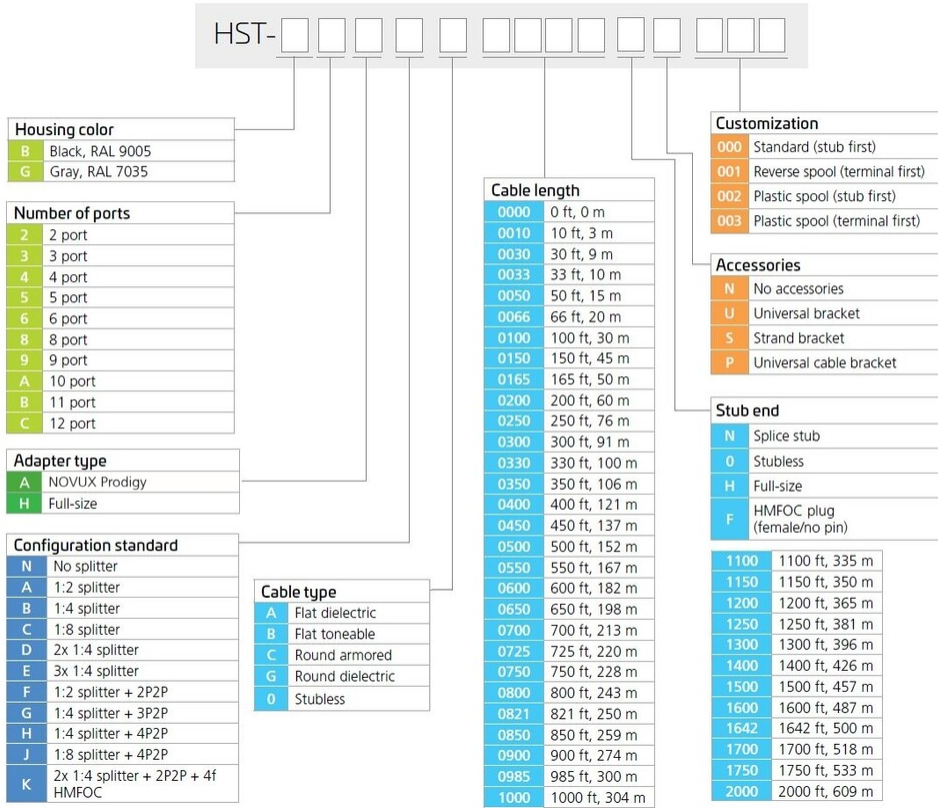 HST-
Housing color
B Black, RAL 9005
G Gray, RAL 7035
Number of ports
2 2 port
3 3 port
4 4 port
5 5 port
6 6 port
8 8 port
9 9 port
A 10 port
B 11 port
C 12 port
Adapter type
A NOVUX Prodigy
H Full-size
Configuration standard
N No splitter
A 1:2 splitter
B 1:4 splitter
C 1:8 splitter
D 2x 1:4 splitter
E 3x 1:4 splitter
F 1:2 splitter + 2P2P
G 1:4 splitter + 3P2P
H 1:4 splitter + 4P2P
J 1:8 splitter + 4P2P
K 2x 1:4 splitter + 2P2P + 4f
HMFOC
Cable type
A Flat dielectric
B Flat toneable
C Round armored
G Round dielectric
0 Stubless
Cable length
0000 0 ft, 0 m
0010 10 ft, 3 m
0030 30 ft, 9 m
0033 33 ft, 10 m
0050 50 ft, 15 m
0066 66 ft, 20 m
0100 100 ft, 30 m
0150 150 ft, 45 m
0165 165 ft, 50 m
0200 200 ft, 60 m
0250 250 ft, 76 m
0300 300 ft, 91 m
0330 330 ft, 100 m
0350 350 ft, 106 m
0400 400 ft, 121 m
0450 450 ft, 137 m
0500 500 ft, 152 m
0550 550 ft, 167 m
0600 600 ft, 182 m
0650 650 ft, 198 m
0700 700 ft, 213 m
0725 725 ft, 220 m
0750 750 ft, 228 m
0800 800 ft, 243 m
0821 821 ft, 250 m
0850 850 ft, 259 m
0900 900 ft, 274 m
0985 985 ft, 300 m
1000 1000 ft, 304 m
1100 1100 ft, 335 m
1150 1150 ft, 350 m
1200 1200 ft, 365 m
1250 1250 ft, 381 m
1300 1300 ft, 396 m
1400 1400 ft, 426 m
1500 1500 ft, 457 m
1600 1600 ft, 487 m
1642 1642 ft, 500 m
1700 1700 ft, 518 m
1750 1750 ft, 533 m
2000 2000 ft, 609 m
Stub end
N Splice stub
0 Stubless
H Full-size
F HMFOC plug
(female/no pin)
Accessories
N No accessories
U Universal bracket
S Strand bracket
P Universal cable bracket
Customization
000 Standard (stub first)
001 Reverse spool (terminal first)
002 Plastic spool (stub first)
003 Plastic spool (terminal first)